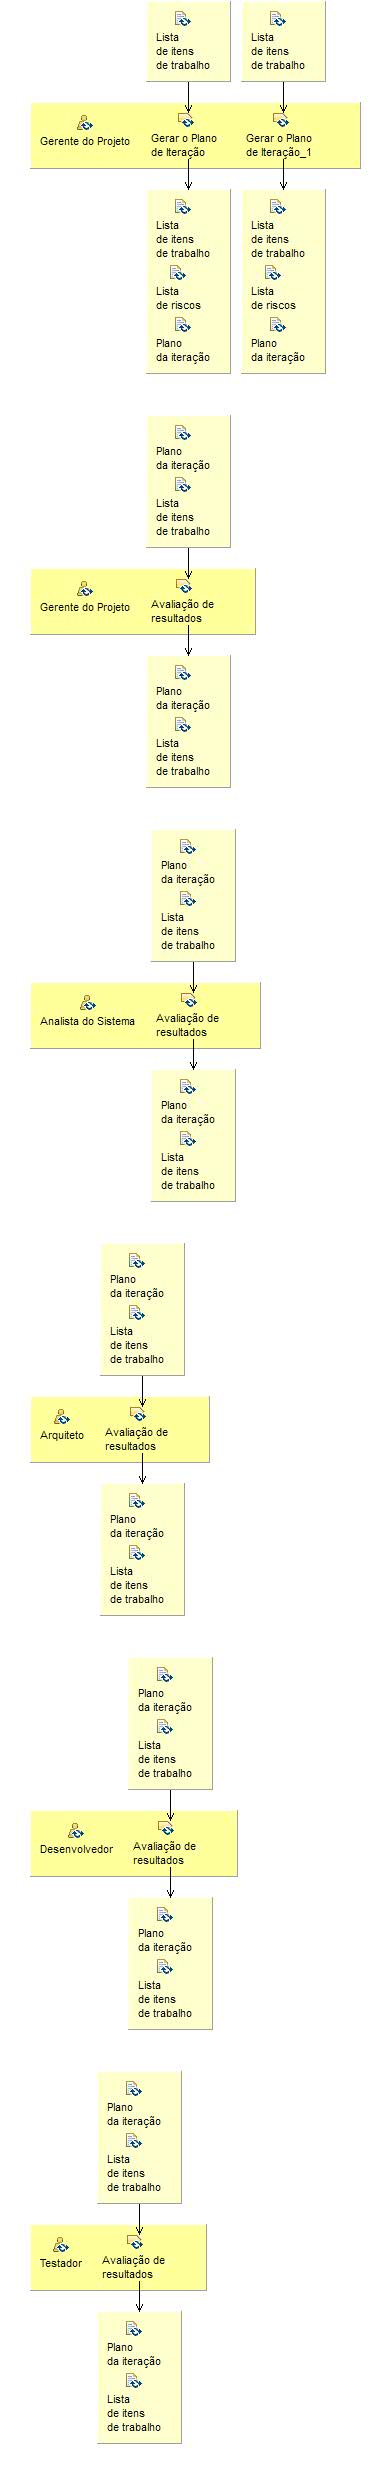 Lista
de itens
de trabalho
Lista
de itens
de trabalho
Gerente do Projeto
Gerar o Plano
de Iteração
Gerar o Plano
de Iteração_1
Lista
de itens
de trabalho
Lista
de riscos
Plano
da iteração
Lista
de itens
de trabalho
Lista
de riscos
Plano
da iteração
Plano
da iteração
Lista
de itens
de trabalho
Gerente do Projeto
Avaliação de
resultados
Plano
da iteração
Lista
de itens
de trabalho
Plano
da iteração
Lista
de itens
de trabalho
Analista do Sistema
Avaliação de
resultados
Plano
da iteração
Lista
de itens
de trabalho
Plano
da iteração
Lista
de itens
de trabalho
Arquiteto
Avaliação de
resultados
Plano
da iteração
Lista
de itens
de trabalho
Plano
da iteração
Lista
de itens
de trabalho
Desenvolvedor
Avaliação de
resultados
Plano
da iteração
Lista
de itens
de trabalho
Plano
da iteração
Lista
de itens
de trabalho
Testador
Avaliação de
resultados
Plano
da iteração
Lista
de itens
de trabalho